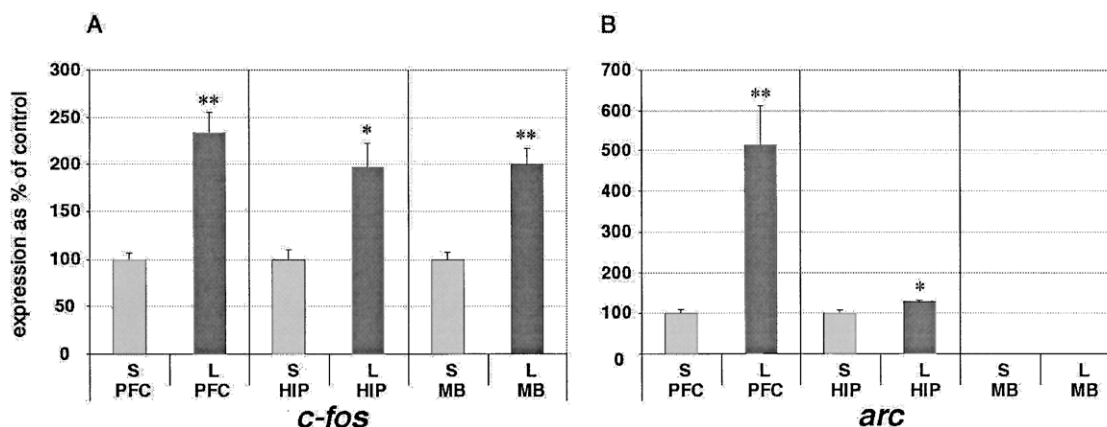 A
expression as % of control
300
250
200
150
100
50
0
**
*
**
S L S L S L
PFC PFC HIP HIP MB MB
c-fos
B
700
600
500
400
300
200
100
0
**
*
S L S L S L
PFC PFC HIP HIP MB MB
arc